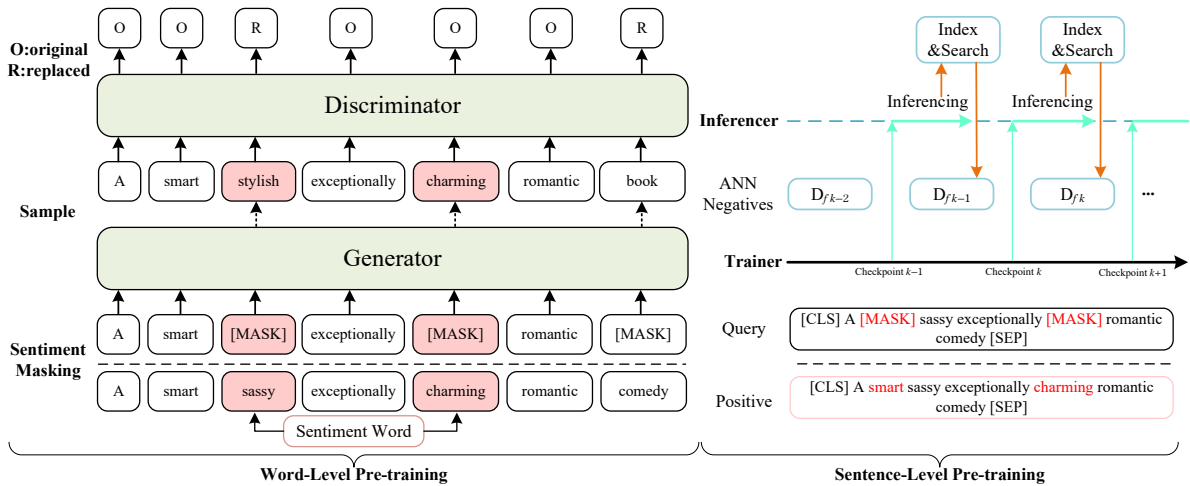 O O R O O O R
O:original
R:replaced
Discriminator
A smart stylish exceptionally charming romantic book
Sample
Generator
A smart [MASK] exceptionally [MASK] romantic [MASK]
Sentiment
Masking
A smart sassy exceptionally charming romantic comedy
Sentiment Word
Word-Level Pre-training
Index
&Search
Index
&Search
Inferencing
Inferencing
Inferencer
ANN
Negatives
D_{fk−2} D_{fk−1} D_{fk} ...
Trainer
Checkpoint k−1 Checkpoint k Checkpoint k+1
Query
[CLS] A [MASK] sassy exceptionally [MASK] romantic
comedy [SEP]
Positive
[CLS] A smart sassy exceptionally charming romantic
comedy [SEP]
Sentence-Level Pre-training